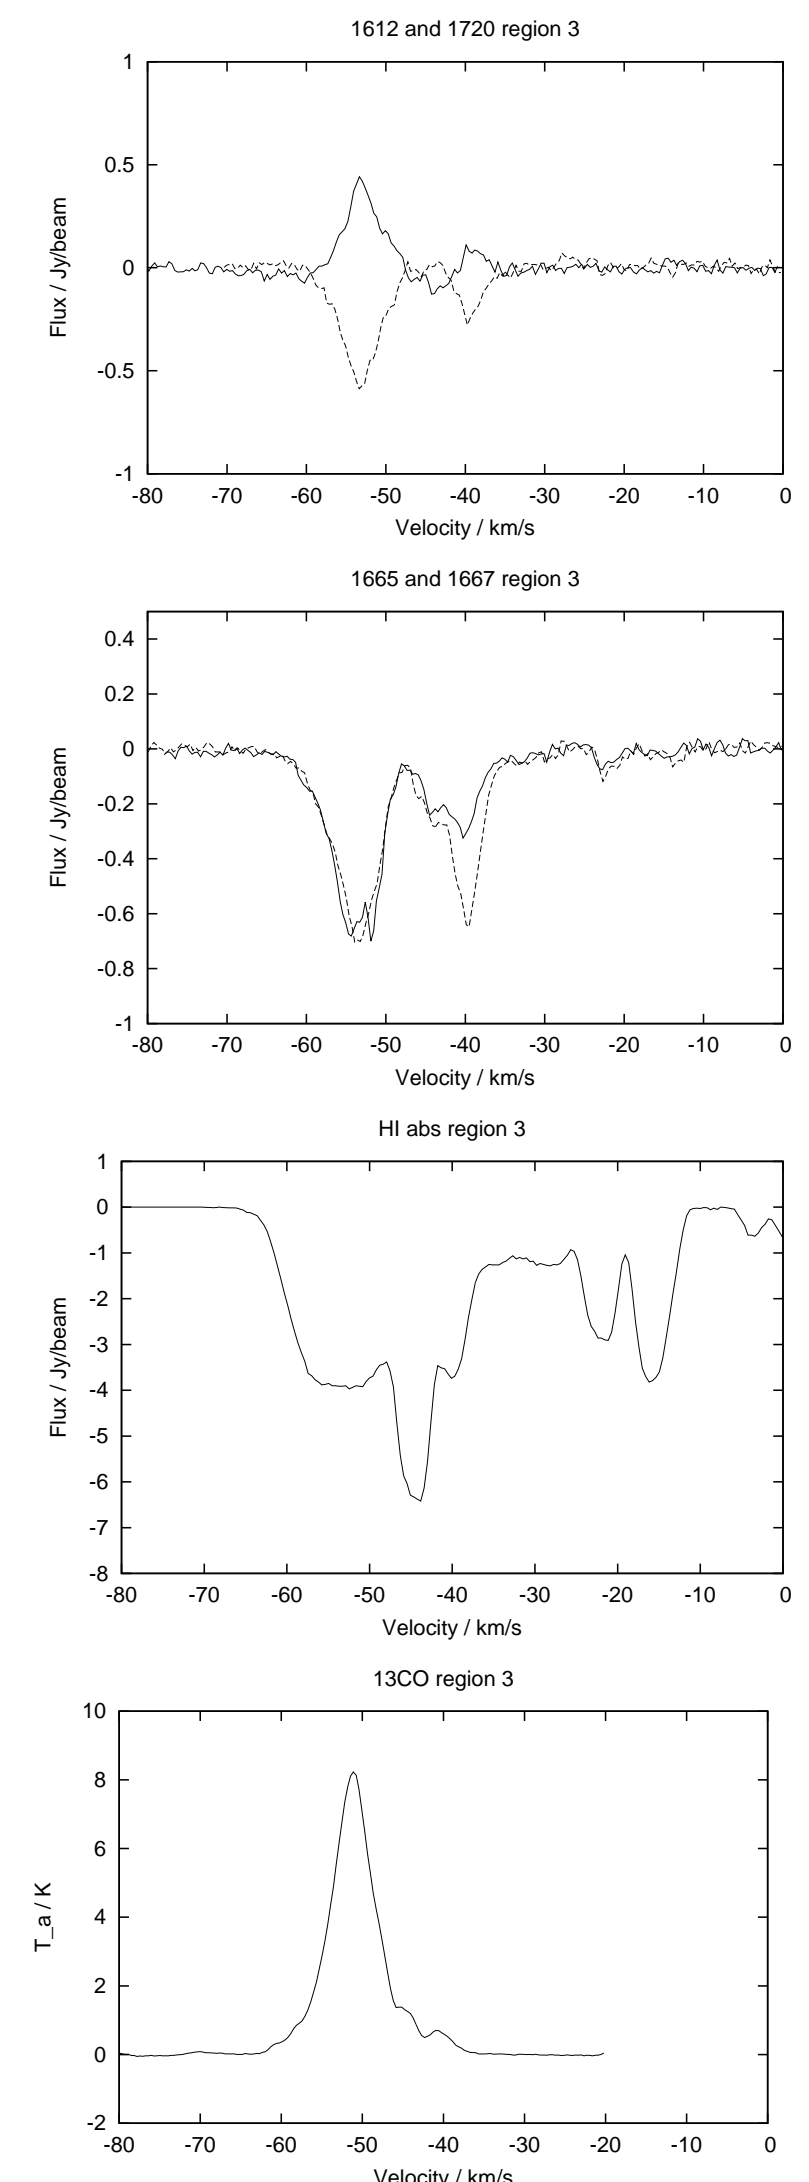 1612 and 1720 region 3
1
0.5
0
-0.5
-1
Flux / Jy/beam
-80 -70 -60 -50 -40 -30 -20 -10 0
Velocity / km/s
1665 and 1667 region 3
0.4
0.2
0
-0.2
-0.4
-0.6
-0.8
-1
Flux / Jy/beam
-80 -70 -60 -50 -40 -30 -20 -10 0
Velocity / km/s
HI abs region 3
1
0
-1
-2
-3
-4
-5
-6
-7
-8
Flux / Jy/beam
-80 -70 -60 -50 -40 -30 -20 -10 0
Velocity / km/s
13CO region 3
10
8
6
4
2
0
-2
T_a / K
-80 -70 -60 -50 -40 -30 -20 -10 0
Velocity / km/s